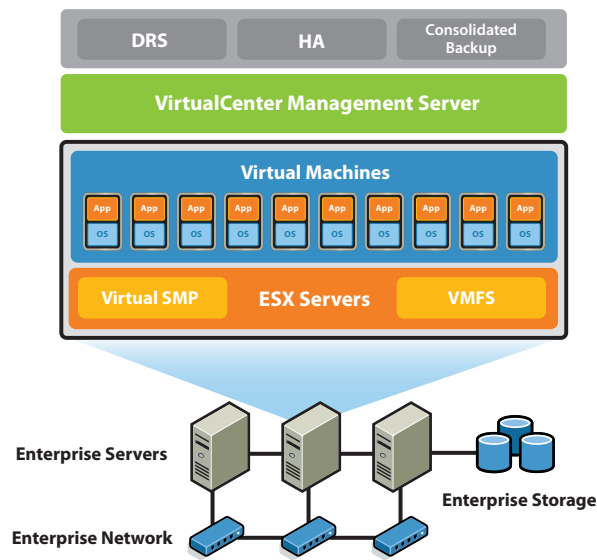 DRS
HA
Consolidated
Backup
VirtualCenter Management Server
Virtual Machines
App App App App App App App App App App
OS OS OS OS OS OS OS OS OS OS
Virtual SMP
ESX Servers
VMFS
Enterprise Servers
Enterprise Storage
Enterprise Network